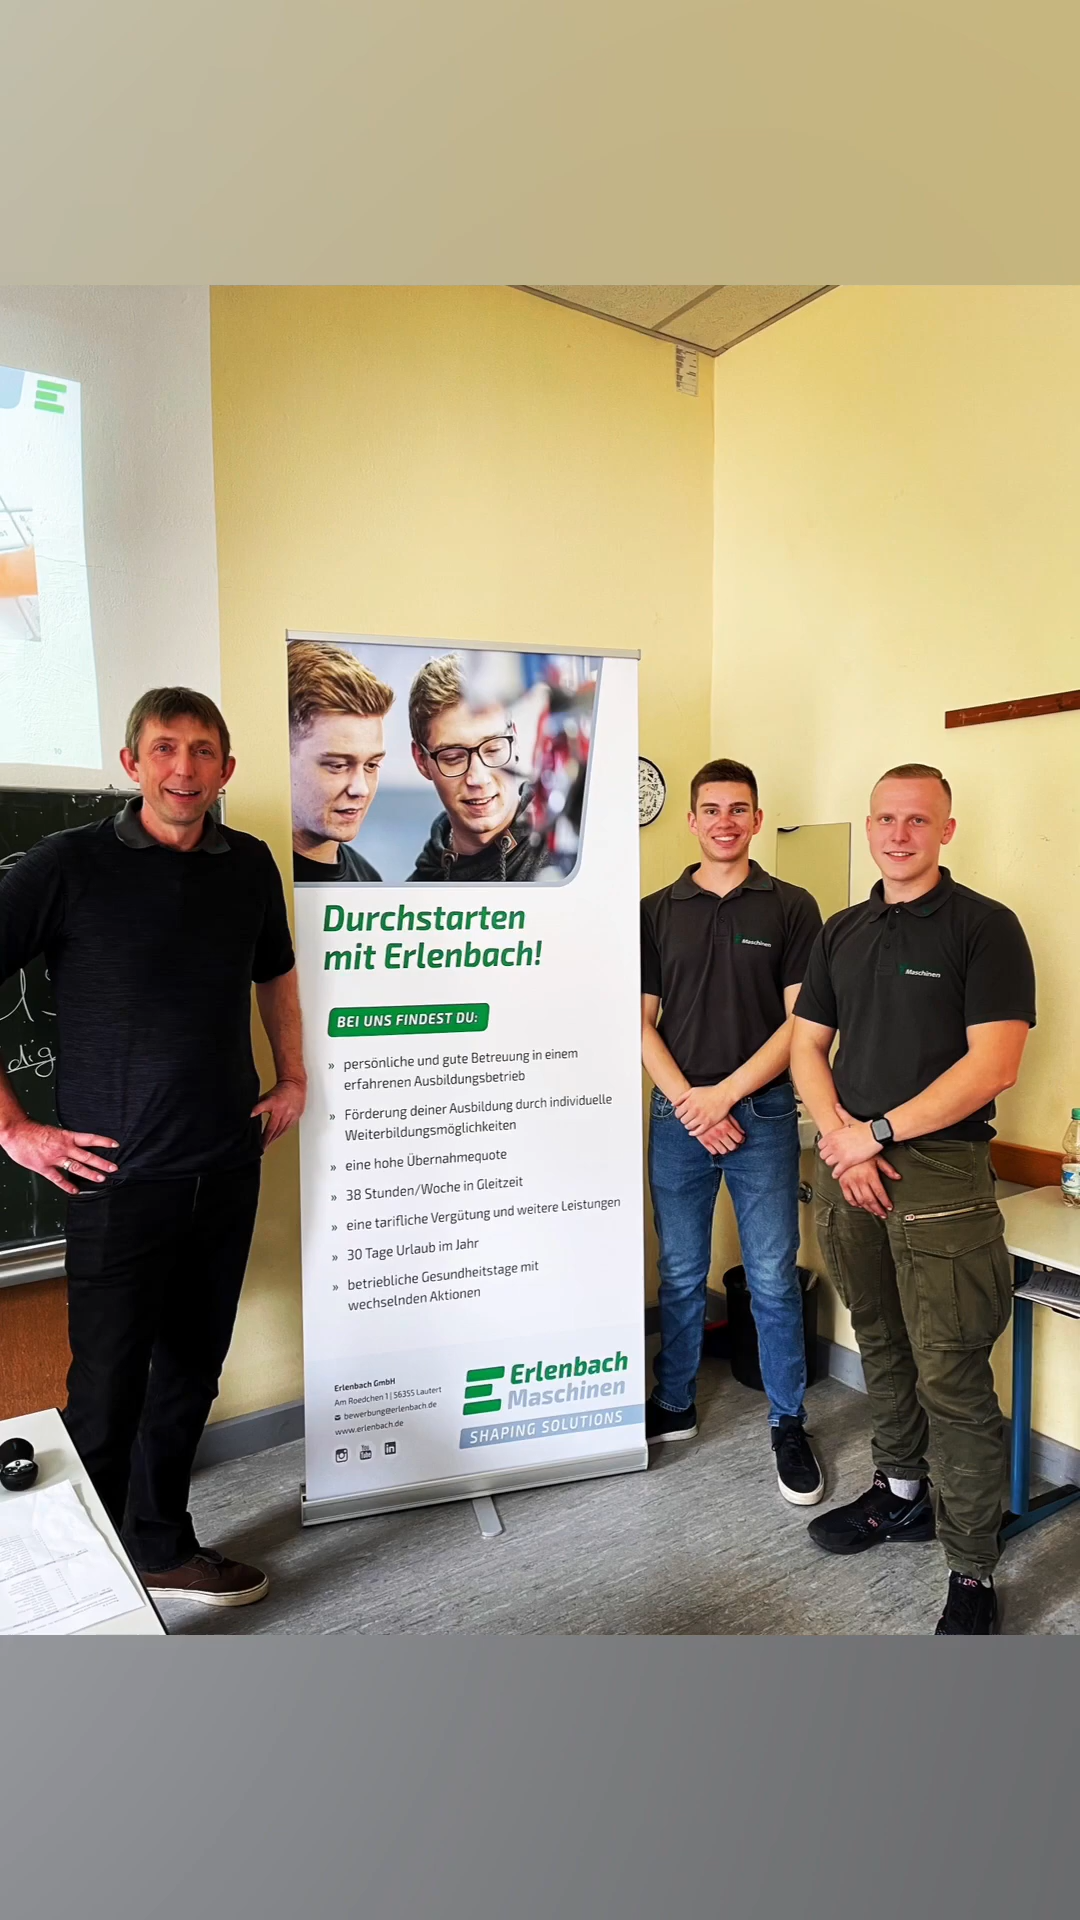 10
dig
Durchstarten
mit Erlenbach!
BEI UNS FINDEST DU:
» persönliche und gute Betreuung in einem
erfahrenen Ausbildungsbetrieb
» Förderung deiner Ausbildung durch individuelle
Weiterbildungsmöglichkeiten
» eine hohe Übernahmequote
» 38 Stunden/Woche in Gleitzeit
» eine tarifliche Vergütung und weitere Leistungen
» 30 Tage Urlaub im Jahr
» betriebliche Gesundheitstage mit
wechselnden Aktionen
Erlenbach GmbH
Am Roedchen 1 | 56355 Lautert
bewerbung@erlenbach.de
www.erlenbach.de
Erlenbach
Maschinen
SHAPING SOLUTIONS
Maschinen
Maschinen